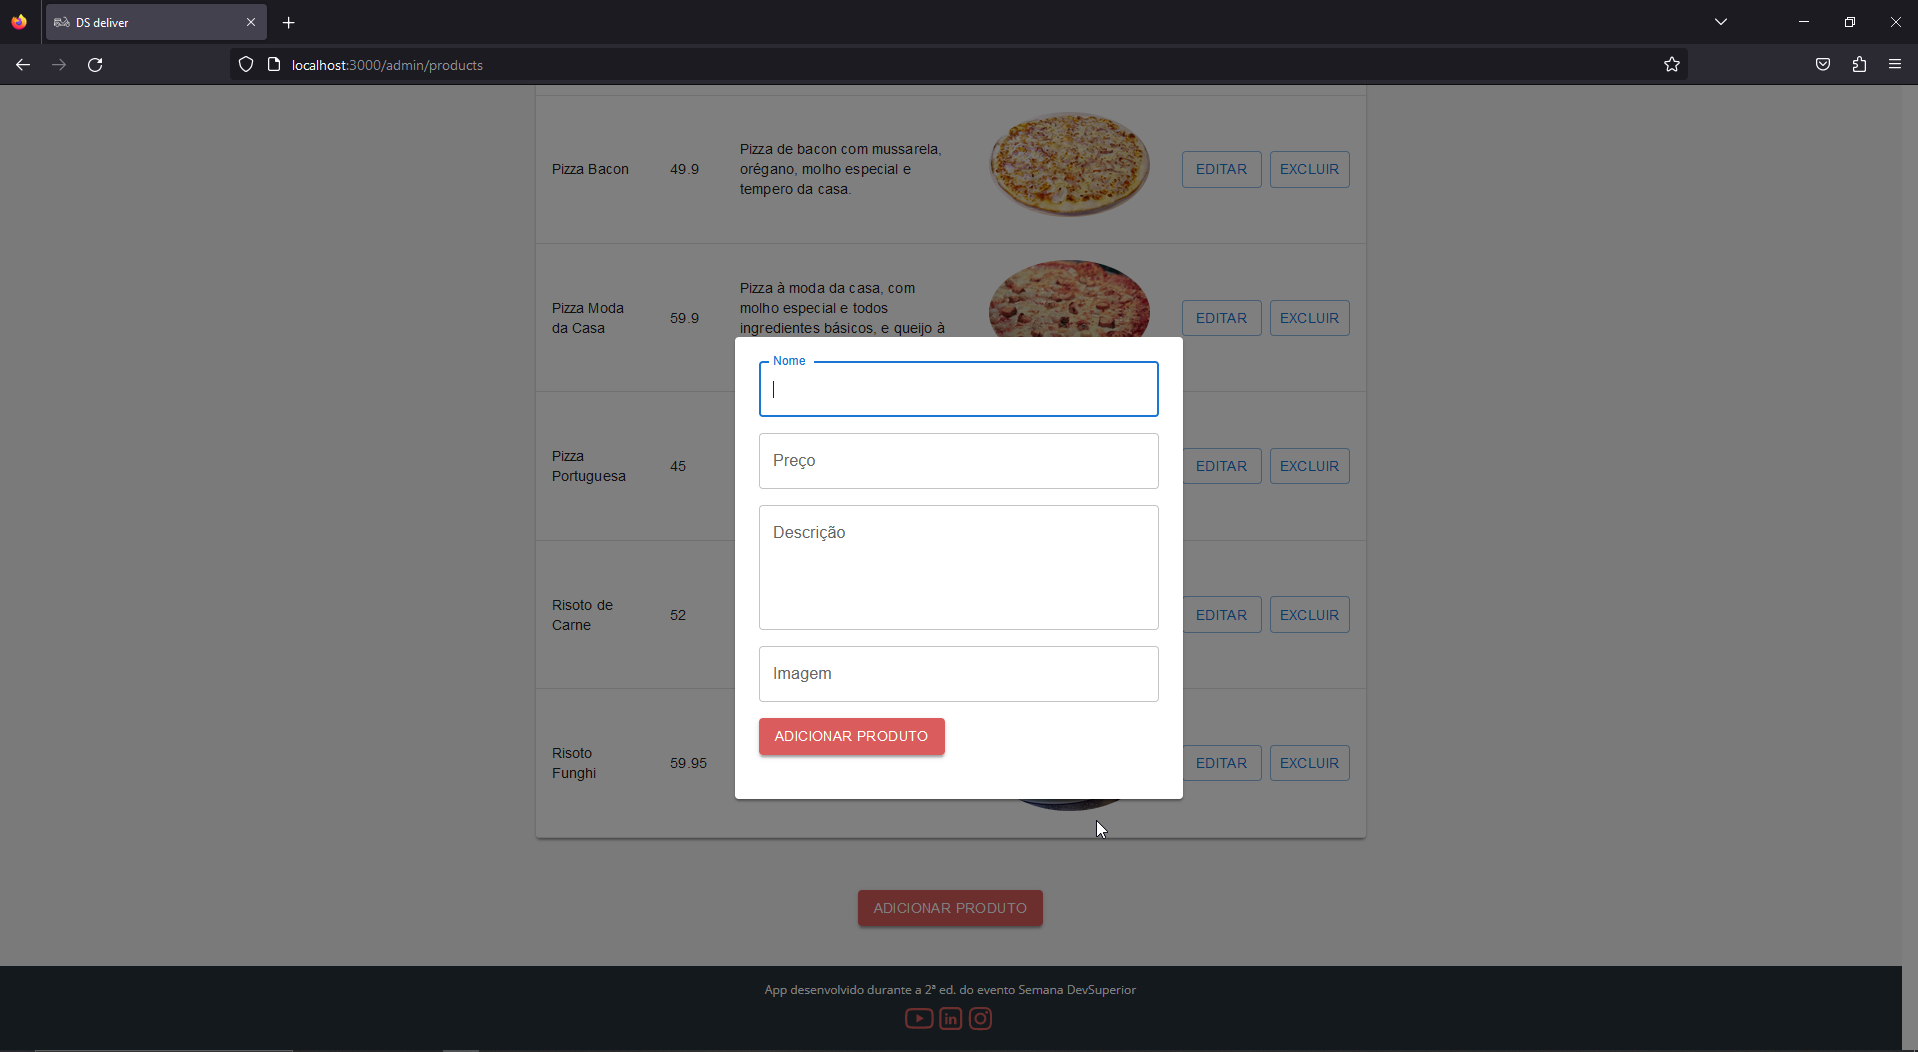 DS deliver
localhost:3000/admin/products
Pizza Bacon
49.9
Pizza de bacon com mussarela,
orégano, molho especial e
tempero da casa.
EDITAR
EXCLUIR
Pizza Moda
da Casa
59.9
Pizza à moda da casa, com
molho especial e todos
ingredientes básicos, e queijo à
EDITAR
EXCLUIR
Pizza
Portuguesa
45
EDITAR
EXCLUIR
Risoto de
Carne
52
EDITAR
EXCLUIR
Risoto
Funghi
59.95
EDITAR
EXCLUIR
Nome
Preço
Descrição
Imagem
ADICIONAR PRODUTO
ADICIONAR PRODUTO
App desenvolvido durante a 2ª ed. do evento Semana DevSuperior
in